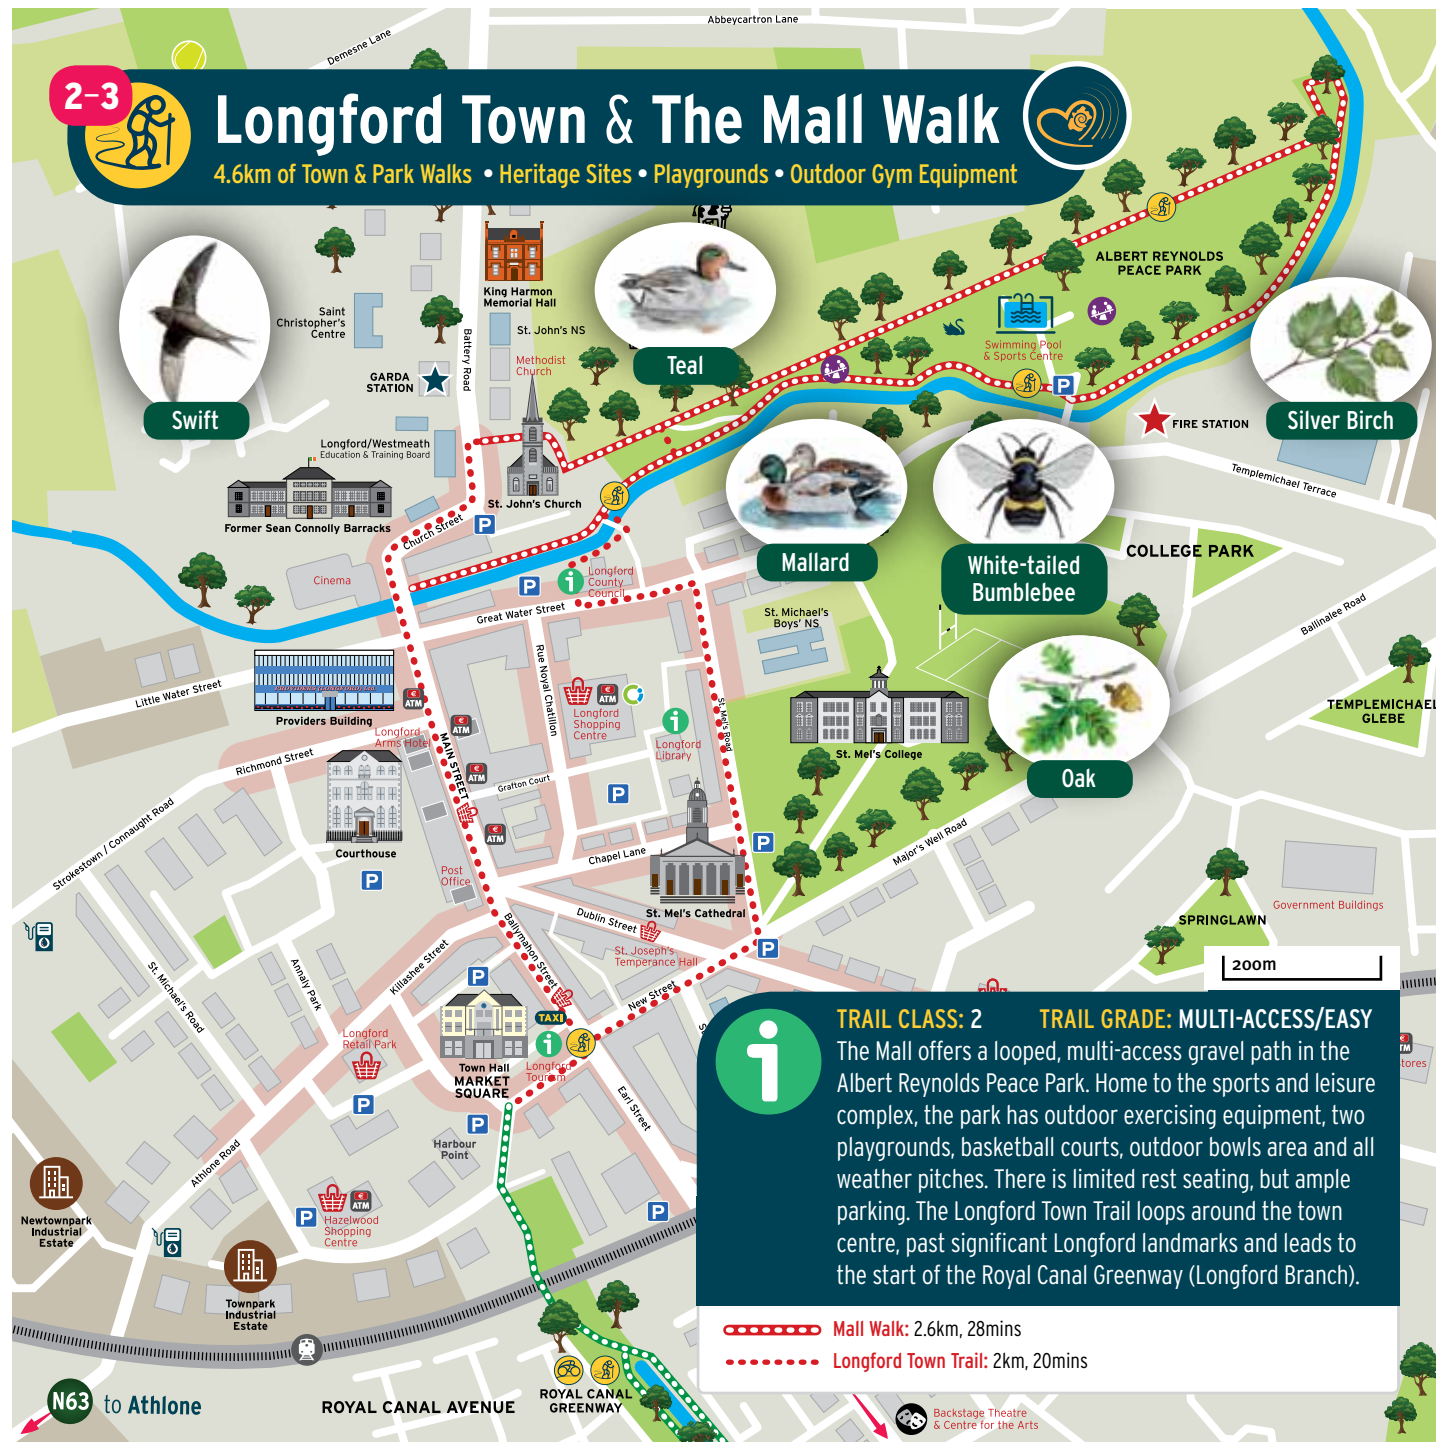 Abbeycartron Lane
Demesne Lane
2–3
Longford Town & The Mall Walk
4.6km of Town & Park Walks • Heritage Sites • Playgrounds • Outdoor Gym Equipment
ALBERT REYNOLDS
PEACE PARK
King Harmon
Memorial Hall
Saint
Christopher's
Centre
St. John's NS
Battery Road
Methodist
Church
Swimming Pool
& Sports Centre
Teal
GARDA
STATION
P
Swift
Silver Birch
FIRE STATION
Longford/Westmeath
Education & Training Board
Templemichael Terrace
St. John's Church
Former Sean Connolly Barracks
Church Street
P
Mallard
White-tailed
Bumblebee
COLLEGE PARK
Cinema
P
Longford
County
Council
Great Water Street
St. Michael's
Boys' NS
Ballinalee Road
Little Water Street
PROVIDERS (LONGFORD) Ltd.
Providers Building
€
ATM
Rue Noyal Chatillon
€
ATM
Longford
Shopping
Centre
St. Mel's Road
TEMPLEMICHAEL
GLEBE
Longford
Arms Hotel
€
ATM
MAIN STREET
Longford
Library
St. Mel's College
Richmond Street
€
ATM
Grafton Court
P
Oak
Strokestown / Connaught Road
€
ATM
Courthouse
P
Chapel Lane
P
Major's Well Road
Post
Office
St. Mel's Cathedral
Government Buildings
Dublin Street
SPRINGLAWN
Ballymahon Street
St. Joseph's
Temperance Hall
P
Killashee Street
200m
St. Michael's Road
Annaly Park
P
New Street
TAXI
Longford
Retail Park
Town Hall
MARKET
SQUARE
Longford
Tourism
P
P
Earl Street
Harbour
Point
Athlone Road
ATM
tores
TRAIL CLASS: 2 TRAIL GRADE: MULTI-ACCESS/EASY
The Mall offers a looped, multi-access gravel path in the
Albert Reynolds Peace Park. Home to the sports and leisure
complex, the park has outdoor exercising equipment, two
playgrounds, basketball courts, outdoor bowls area and all
weather pitches. There is limited rest seating, but ample
parking. The Longford Town Trail loops around the town
centre, past significant Longford landmarks and leads to
the start of the Royal Canal Greenway (Longford Branch).
Newtownpark
Industrial
Estate
P
€
ATM
Hazelwood
Shopping
Centre
P
Townpark
Industrial
Estate
Mall Walk: 2.6km, 28mins
Longford Town Trail: 2km, 20mins
N63 to Athlone
ROYAL CANAL AVENUE
ROYAL CANAL
GREENWAY
Backstage Theatre
& Centre for the Arts